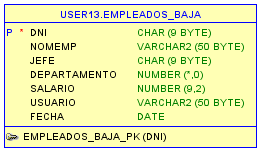 USER13.EMPLEADOS_BAJA
P * DNI CHAR (9 BYTE)
NOMEMP VARCHAR2 (50 BYTE)
JEFE CHAR (9 BYTE)
DEPARTAMENTO NUMBER (*,0)
SALARIO NUMBER (9,2)
USUARIO VARCHAR2 (50 BYTE)
FECHA DATE
EMPLEADOS_BAJA_PK (DNI)